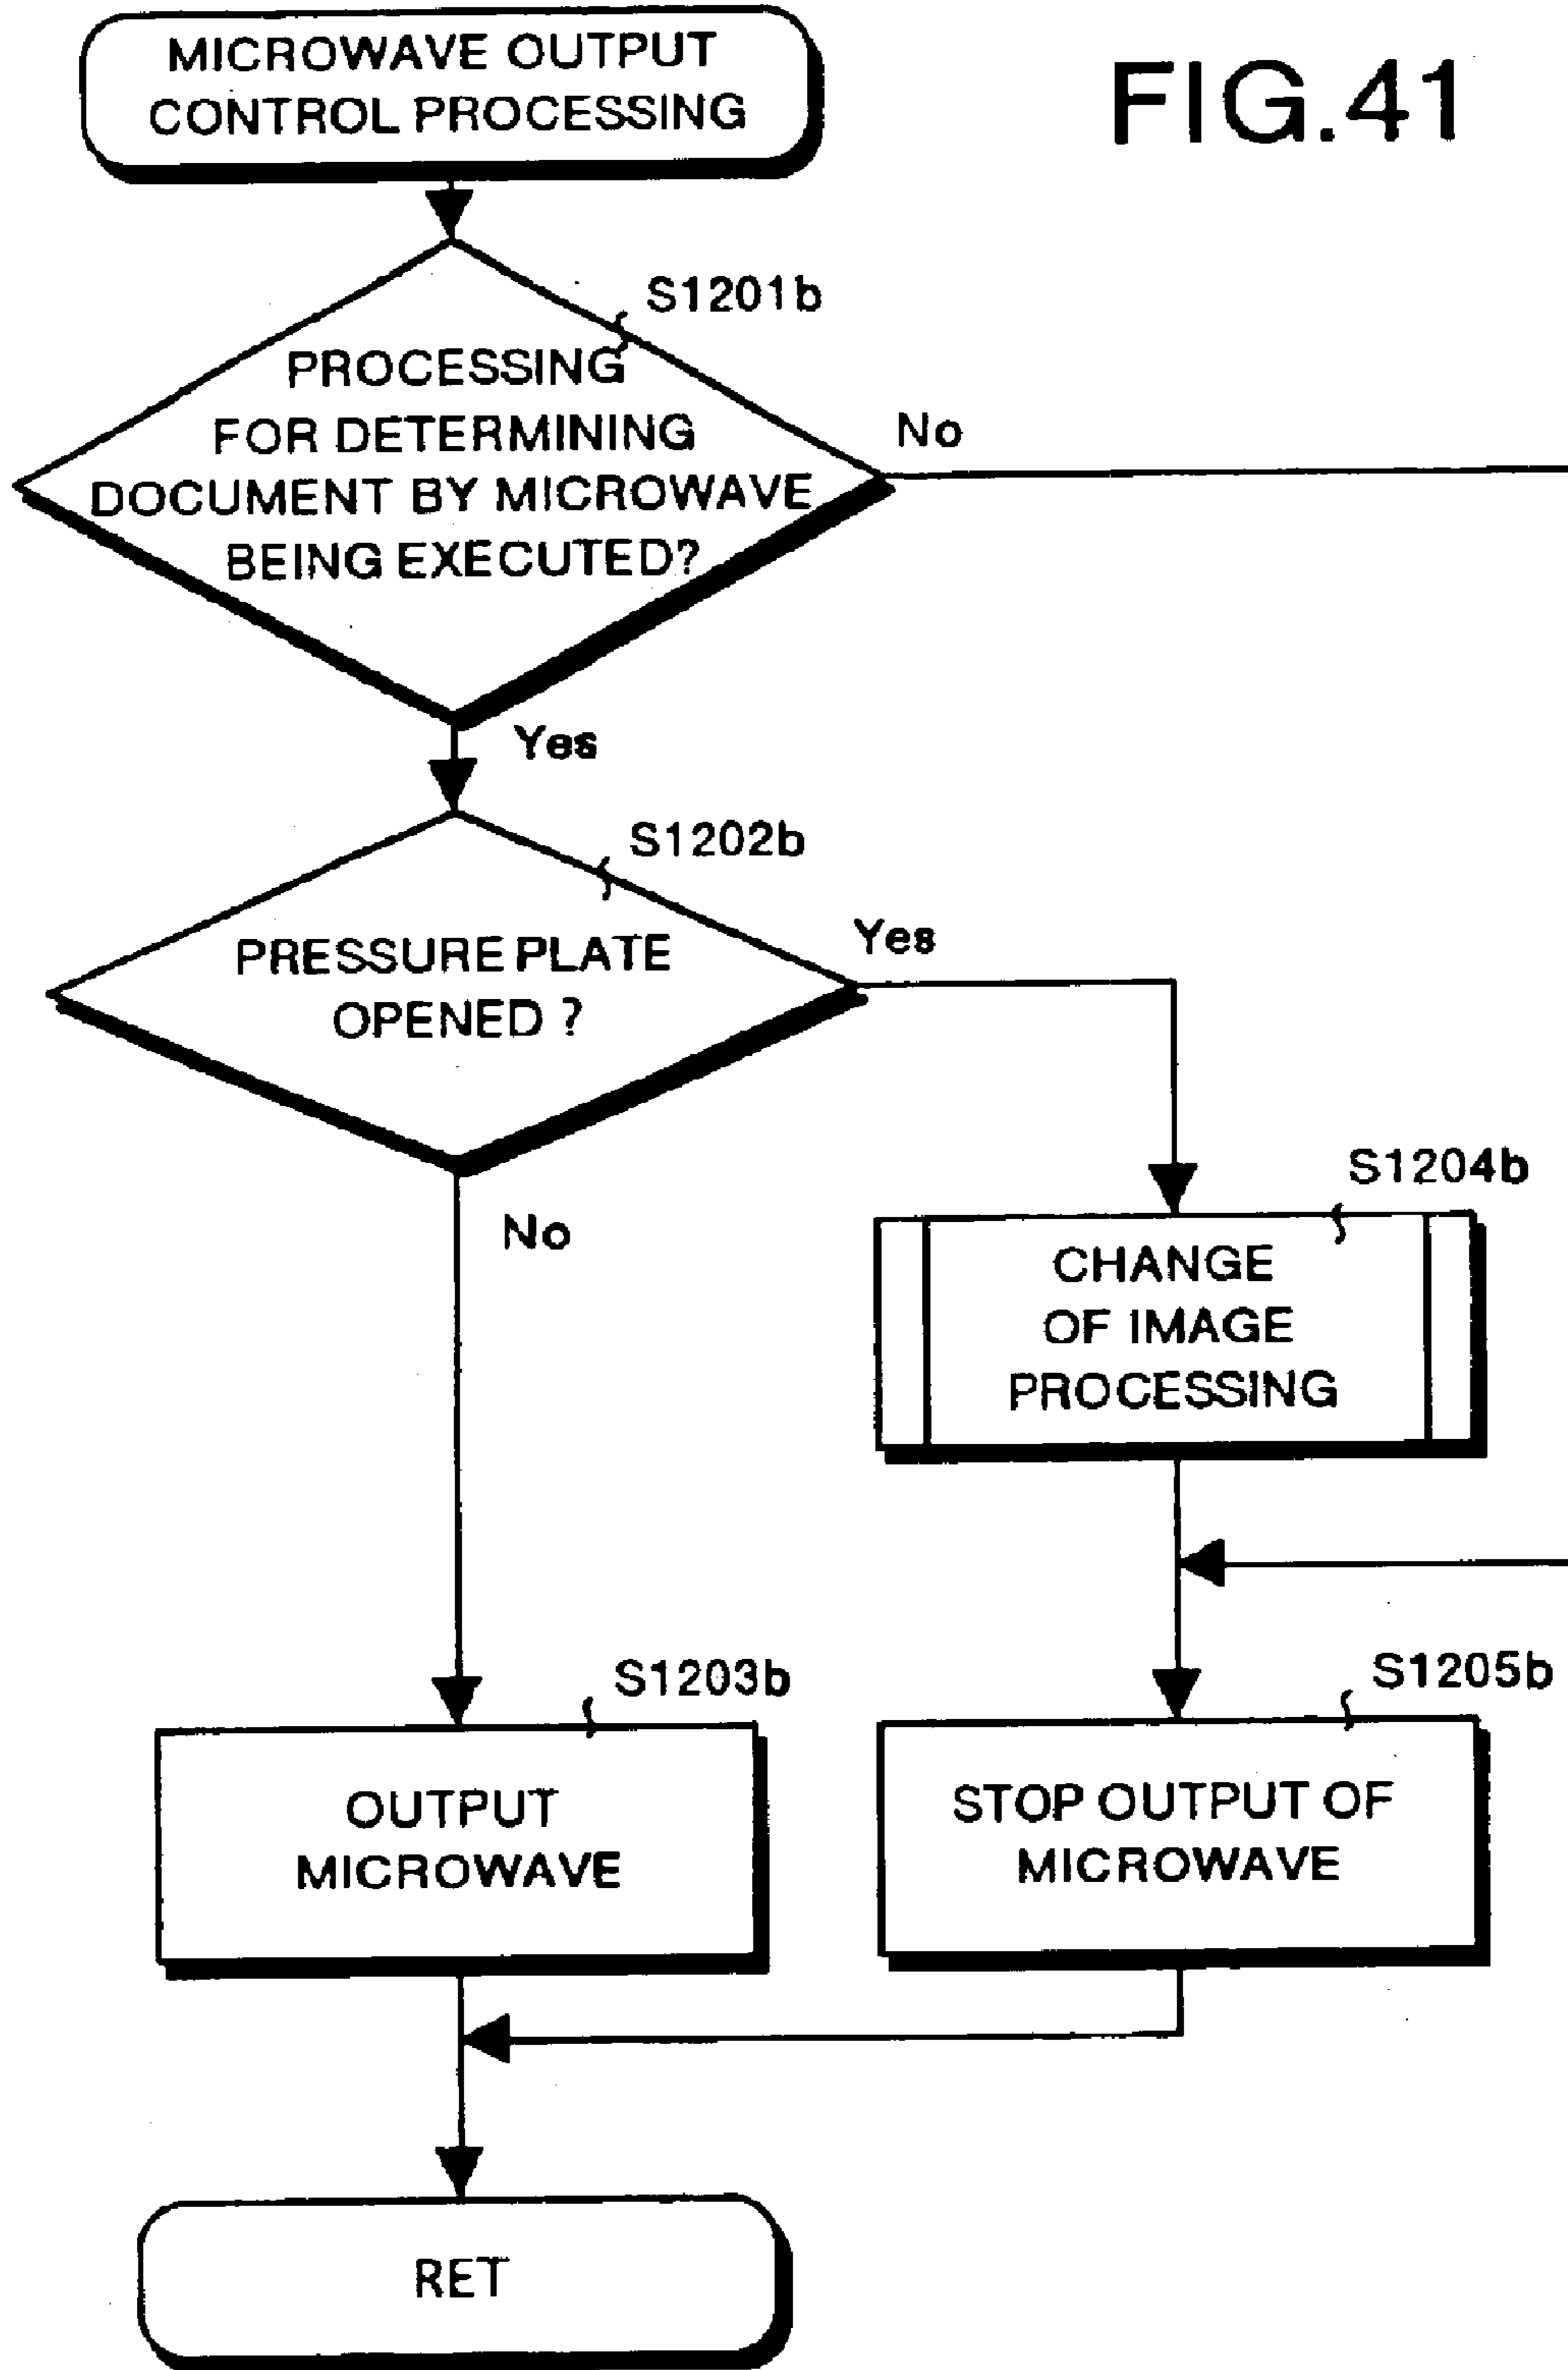 FIG.41
MICROWAVE OUTPUT
CONTROL PROCESSING
S1201b
PROCESSING
FOR DETERMINING
DOCUMENT BY MICROWAVE
BEING EXECUTED?
No
Yes
S1202b
PRESSURE PLATE
OPENED ?
Yes
No
S1204b
CHANGE
OF IMAGE
PROCESSING
S1203b
OUTPUT
MICROWAVE
S1205b
STOP OUTPUT OF
MICROWAVE
RET